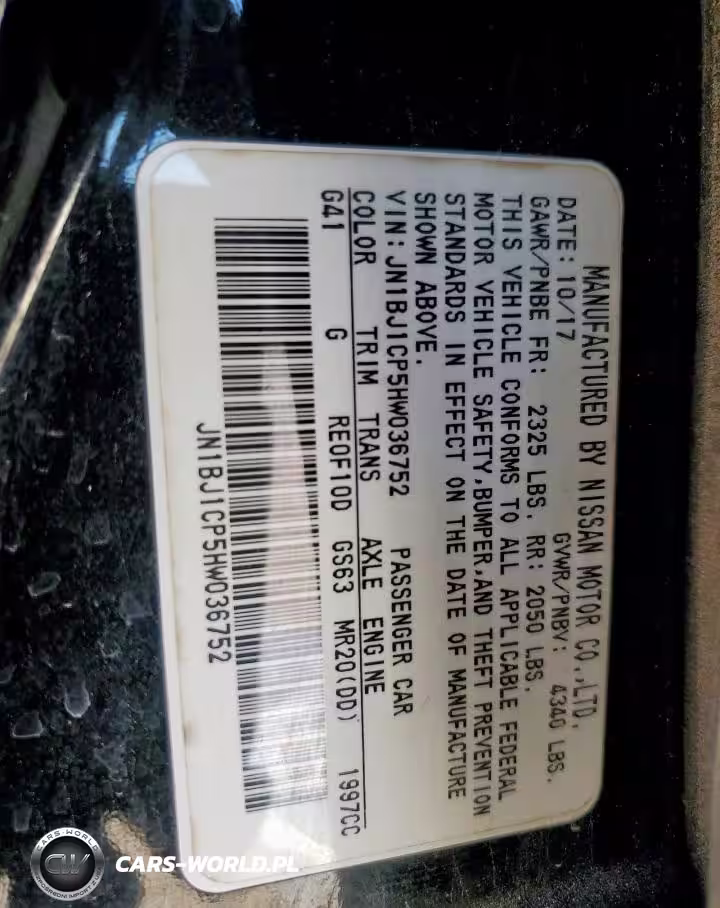 MANUFACTURED BY NISSAN MOTOR CO.,LTD.
DATE: 10/17 GVWR/PNBV: 4340 LBS.
GAWR/PNBE FR: 2325 LBS. RR: 2050 LBS.
THIS VEHICLE CONFORMS TO ALL APPLICABLE FEDERAL
MOTOR VEHICLE SAFETY,BUMPER,AND THEFT PREVENTION
STANDARDS IN EFFECT ON THE DATE OF MANUFACTURE
SHOWN ABOVE.
VIN: JN1BJ1CP5HW036752 PASSENGER CAR
COLOR TRIM TRANS AXLE ENGINE
G41 G RE0F10D GS63 MR20(DD) 1997CC
JN1BJ1CP5HW036752
CARS-WORLD
CW
CARS-WORLD.PL